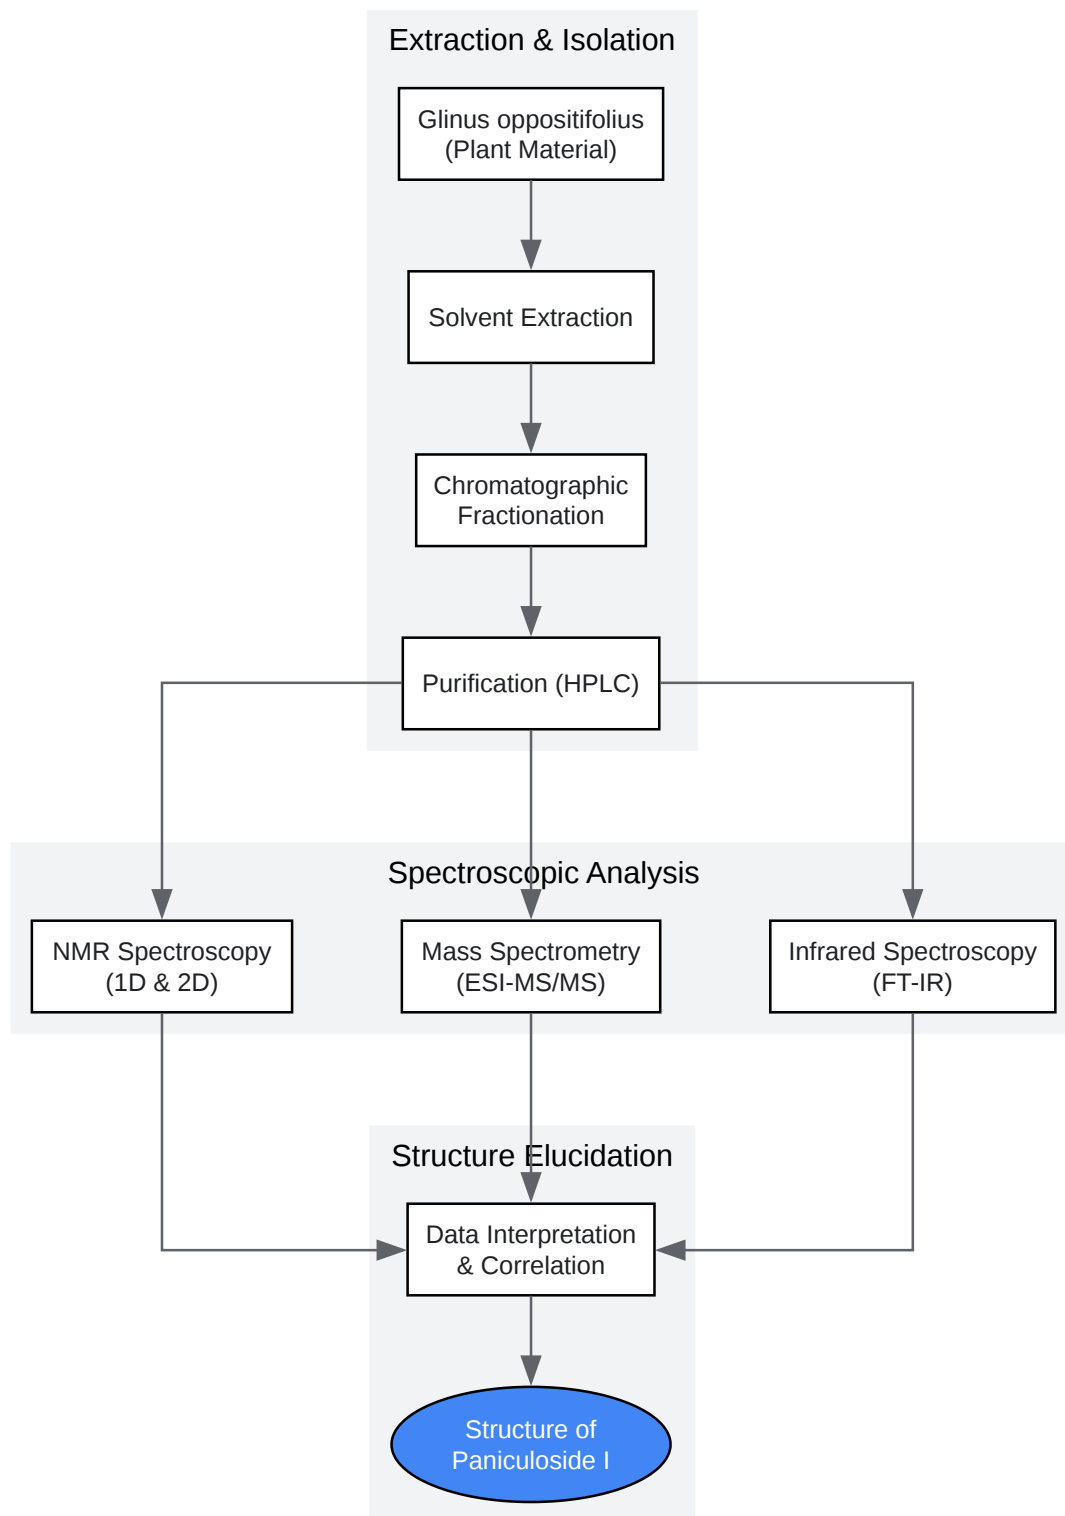 Extraction & Isolation
Glinus oppositifolius
(Plant Material)
Solvent Extraction
Chromatographic
Fractionation
Purification (HPLC)
Spectroscopic Analysis
NMR Spectroscopy
(1D & 2D)
Mass Spectrometry
(ESI-MS/MS)
Infrared Spectroscopy
(FT-IR)
Structure Elucidation
Data Interpretation
& Correlation
Structure of
Paniculoside I